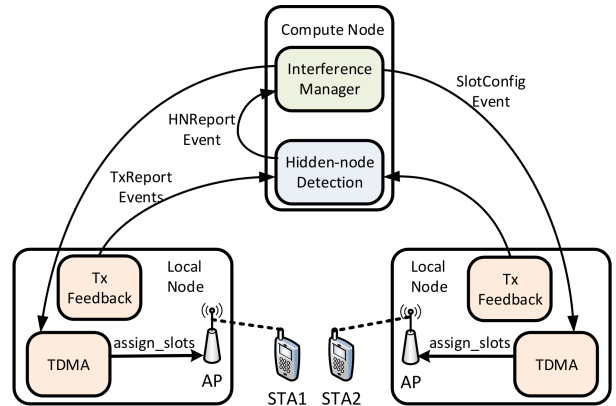 Compute Node
Interference
Manager
SlotConfig
Event
HNReport
Event
Hidden-node
Detection
TxReport
Events
Tx
Feedback
Local
Node
TDMA
assign_slots
AP
STA1
STA2
Local
Node
Tx
Feedback
AP
assign_slots
TDMA